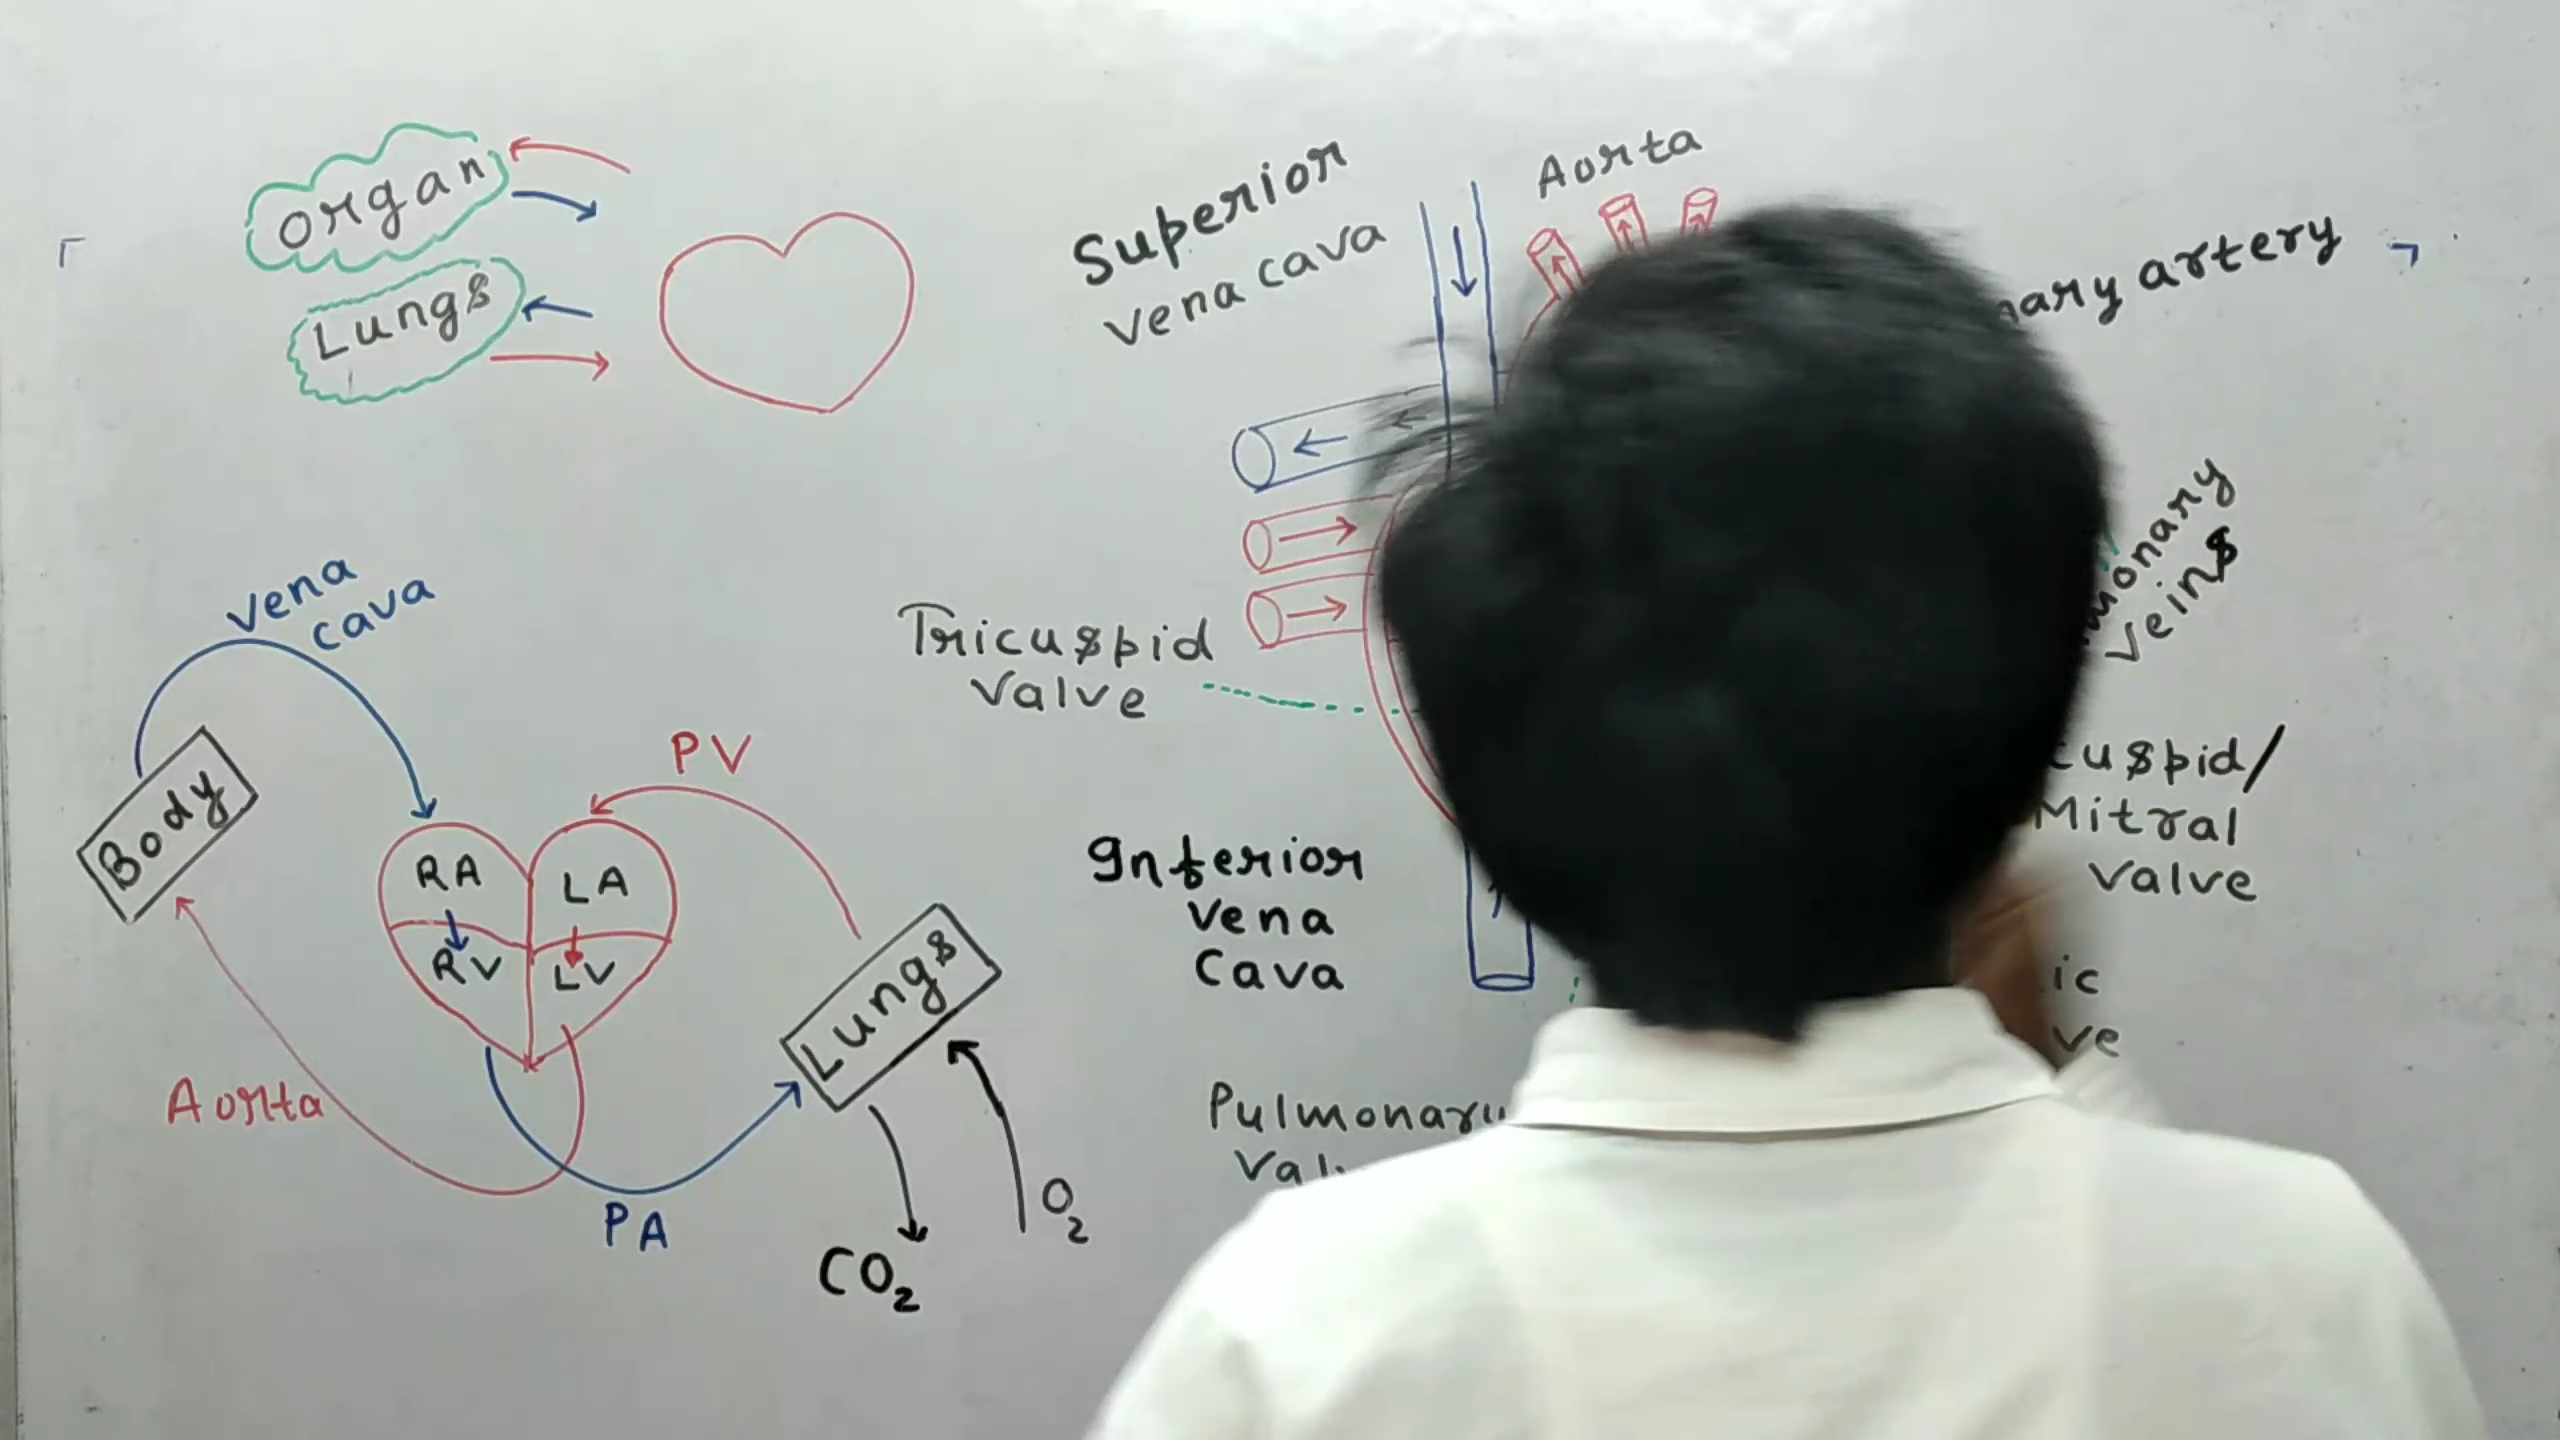 organ
Lungs
vena
cava
Body
PV
RA
LA
RV
LV
Lungs
Aorta
PA
CO₂
O₂
Superior
vena cava
Aorta
artery
Tricuspid
valve
veins
Mitral
valve
Inferior
vena
cava
Pulmonary